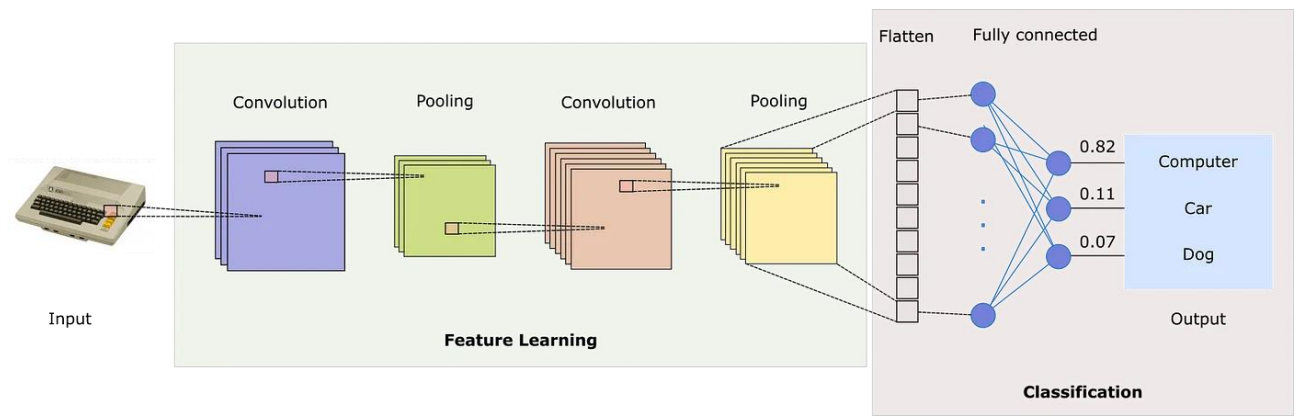 Flatten
Fully connected
Convolution
Pooling
Convolution
Pooling
0.82
Computer
0.11
Car
0.07
Dog
Input
Output
Feature Learning
Classification